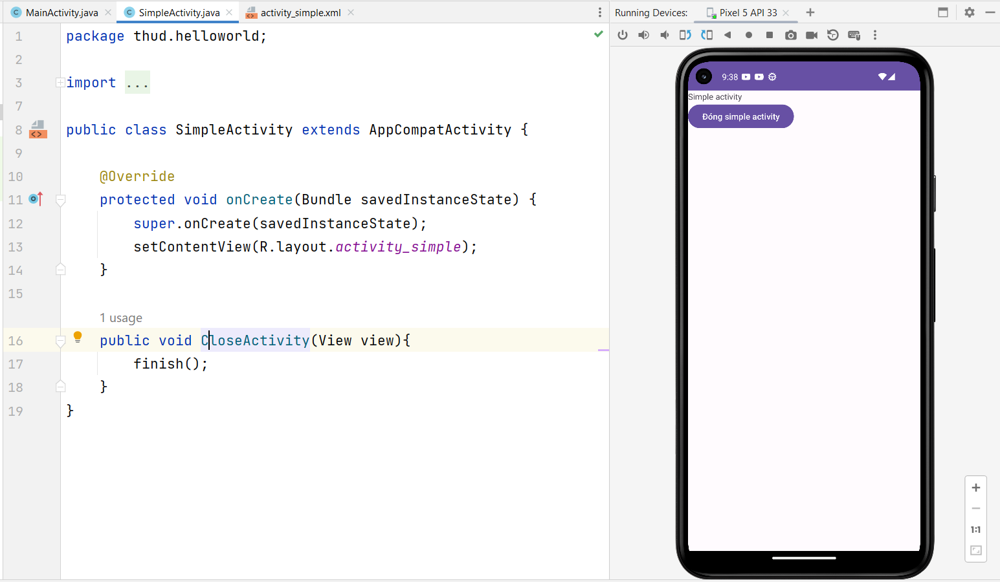 MainActivity.java
SimpleActivity.java
activity_simple.xml
Running Devices:
Pixel 5 API 33
1 package thud.helloworld;
2
3 import ...
7
8 public class SimpleActivity extends AppCompatActivity {
9
10 @Override
11 protected void onCreate(Bundle savedInstanceState) {
12 super.onCreate(savedInstanceState);
13 setContentView(R.layout.activity_simple);
14 }
15
1 usage
16 public void CloseActivity(View view){
17 finish();
18 }
19 }
9:38
Simple activity
Đóng simple activity
1:1